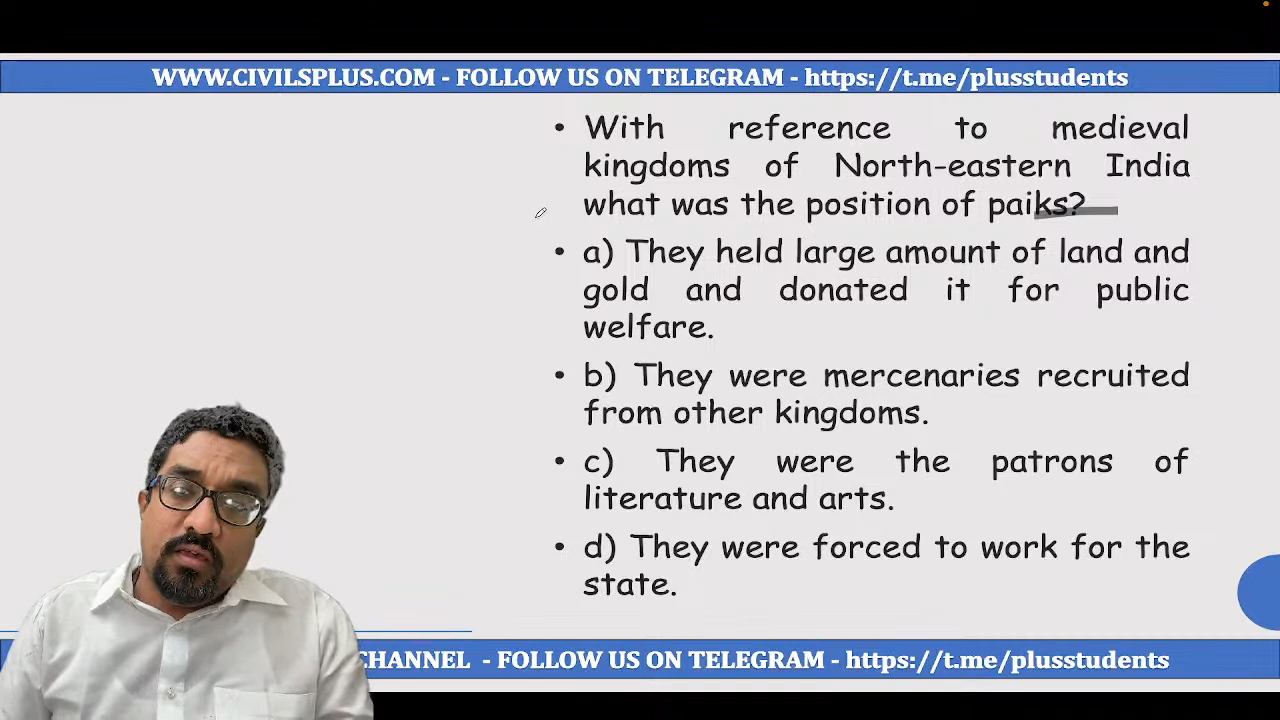 WWW.CIVILSPLUS.COM - FOLLOW US ON TELEGRAM - https://t.me/plusstudents
• With reference to medieval
kingdoms of North-eastern India
what was the position of paiks?
• a) They held large amount of land and
gold and donated it for public
welfare.
• b) They were mercenaries recruited
from other kingdoms.
• c) They were the patrons of
literature and arts.
• d) They were forced to work for the
state.
CHANNEL - FOLLOW US ON TELEGRAM - https://t.me/plusstudents